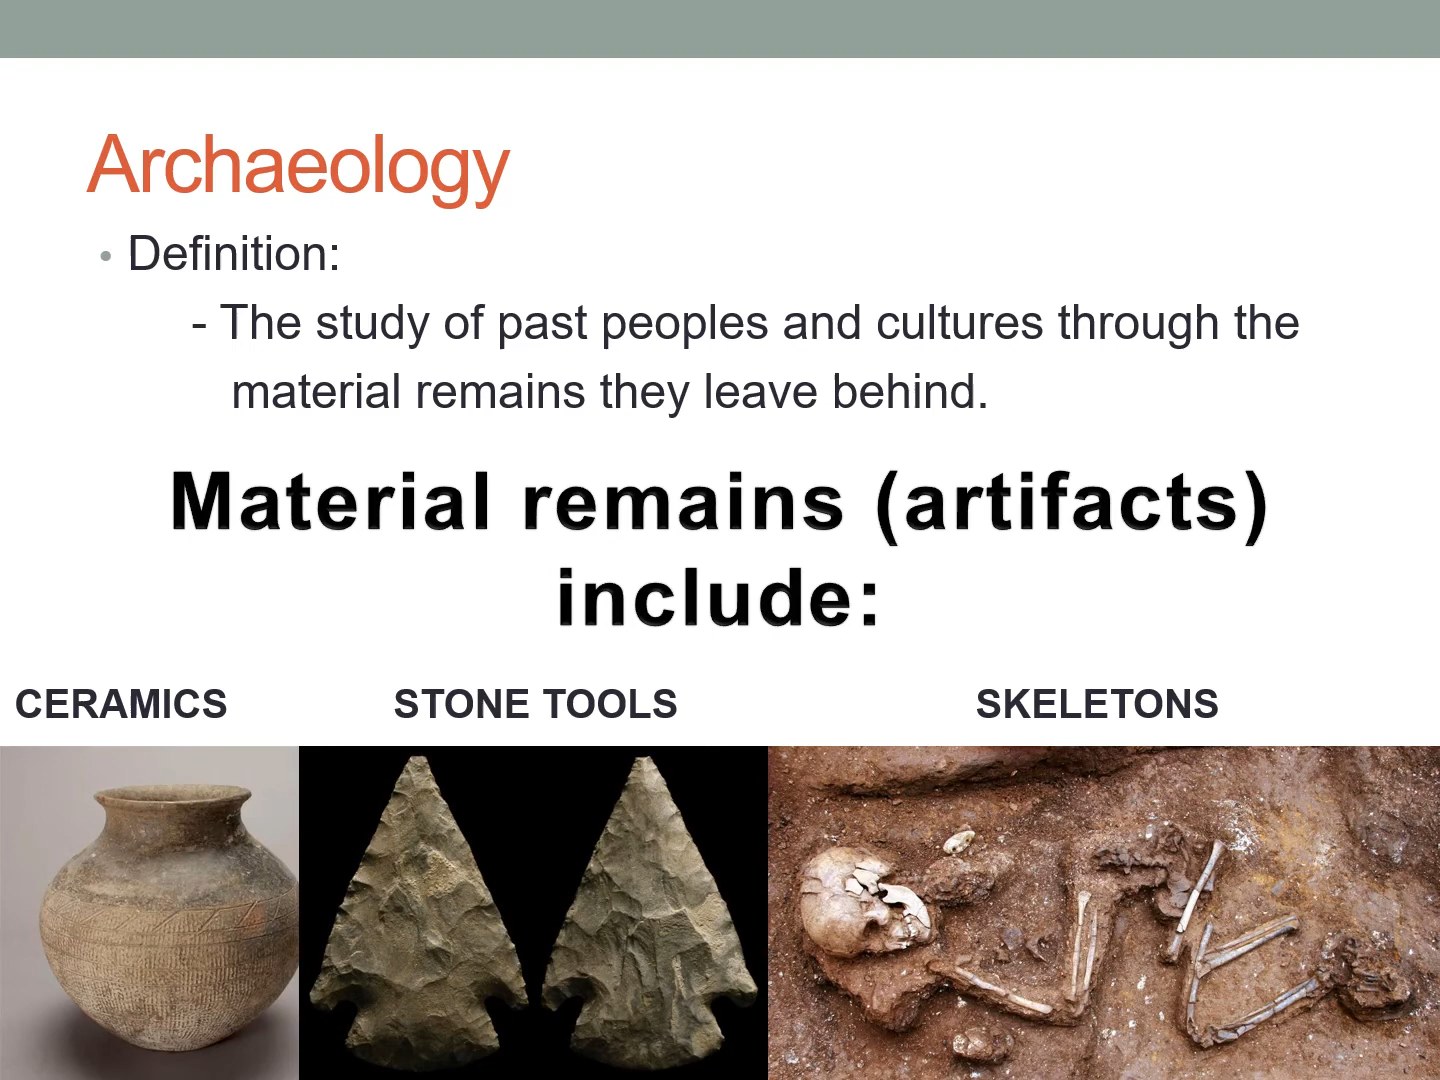 Archaeology
• Definition:
- The study of past peoples and cultures through the
material remains they leave behind.
Material remains (artifacts)
include:
CERAMICS STONE TOOLS SKELETONS